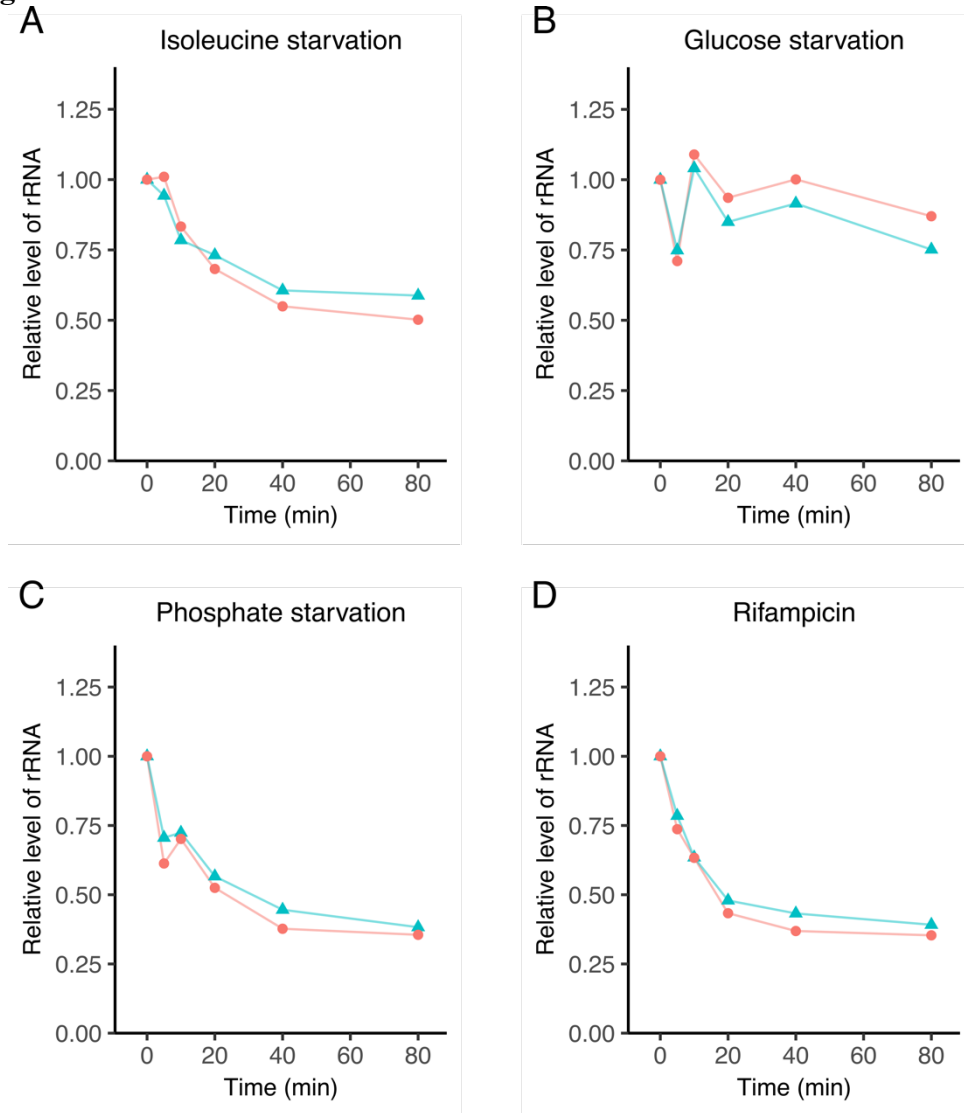 A
Isoleucine starvation
Relative level of rRNA
1.25
1.00
0.75
0.50
0.25
0.00
0 20 40 60 80
Time (min)
B
Glucose starvation
Relative level of rRNA
1.25
1.00
0.75
0.50
0.25
0.00
0 20 40 60 80
Time (min)
C
Phosphate starvation
Relative level of rRNA
1.25
1.00
0.75
0.50
0.25
0.00
0 20 40 60 80
Time (min)
D
Rifampicin
Relative level of rRNA
1.25
1.00
0.75
0.50
0.25
0.00
0 20 40 60 80
Time (min)